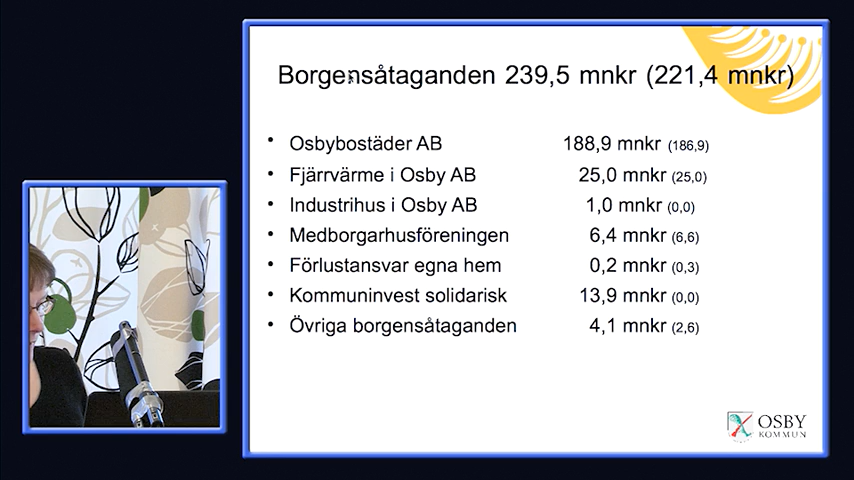 Borgensåtaganden 239,5 mnkr (221,4 mnkr)
• Osbybostäder AB 188,9 mnkr (186,9)
• Fjärrvärme i Osby AB 25,0 mnkr (25,0)
• Industrihus i Osby AB 1,0 mnkr (0,0)
• Medborgarhusföreningen 6,4 mnkr (6,6)
• Förlustansvar egna hem 0,2 mnkr (0,3)
• Kommuninvest solidarisk 13,9 mnkr (0,0)
• Övriga borgensåtaganden 4,1 mnkr (2,6)
OSBY
KOMMUN